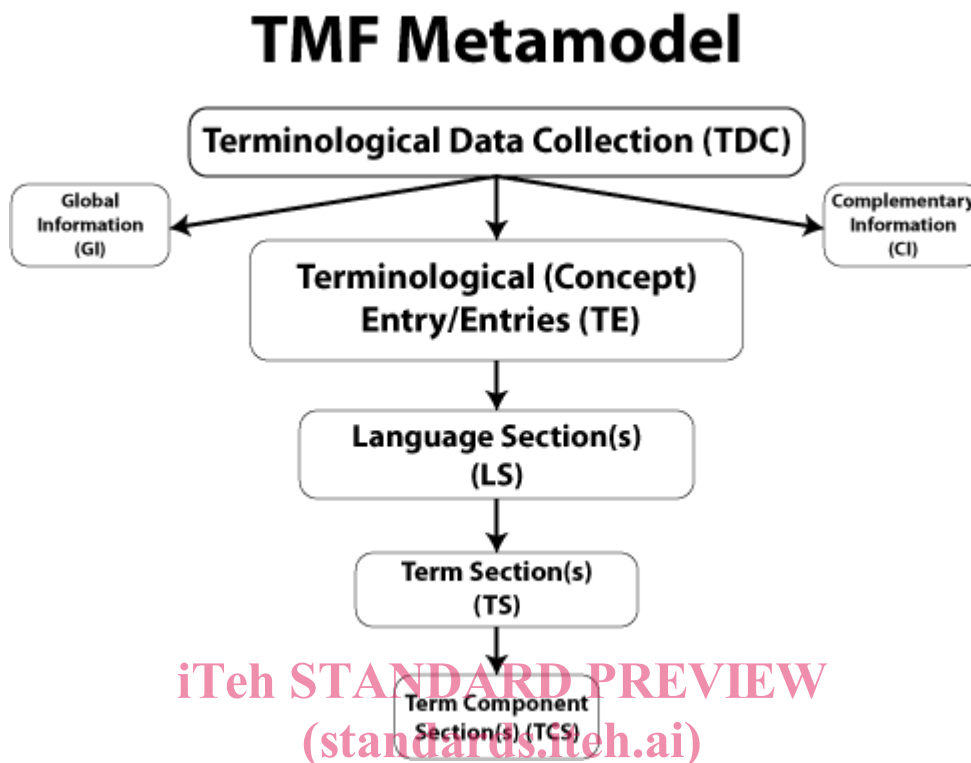 TMF Metamodel
Terminological Data Collection (TDC)
Global
Information
(GI)
Complementary
Information
(CI)
Terminological (Concept)
Entry/Entries (TE)
Language Section(s)
(LS)
Term Section(s)
(TS)
iTeh STANDARD PREVIEW
Term Component
Section(s) (TCS)
(standards.iteh.ai)